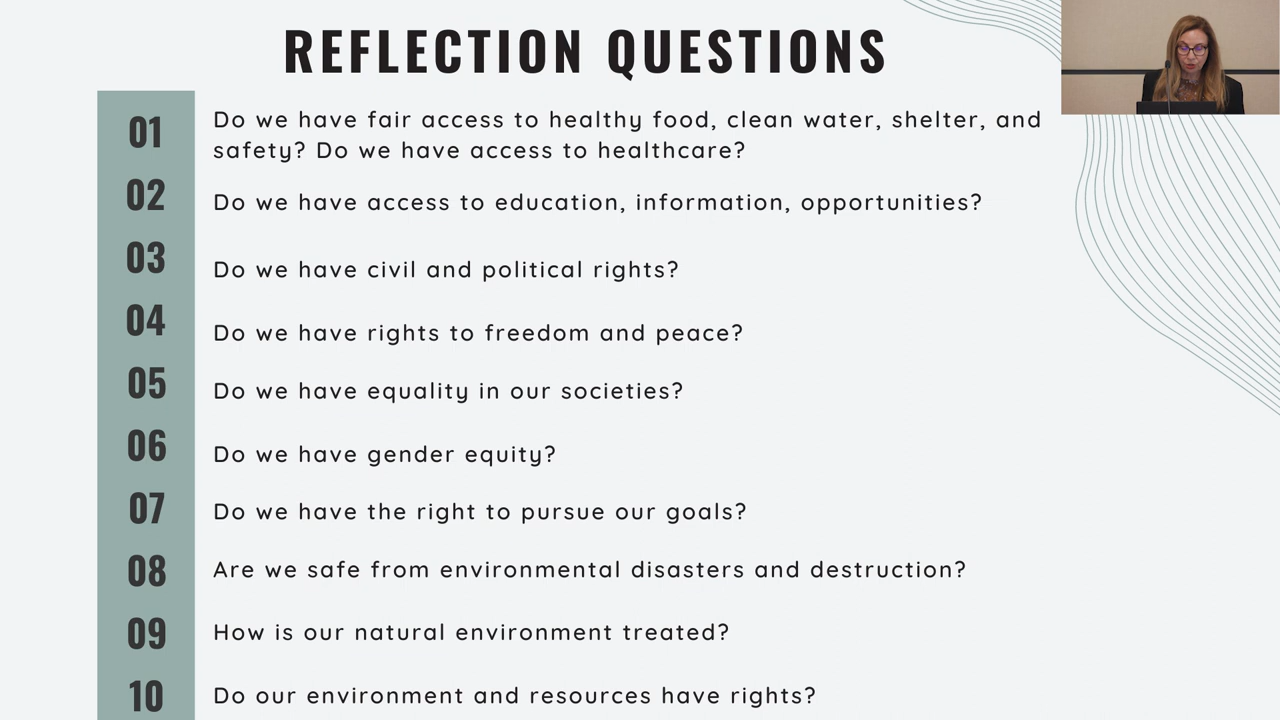 REFLECTION QUESTIONS
01
Do we have fair access to healthy food, clean water, shelter, and
safety? Do we have access to healthcare?
02
Do we have access to education, information, opportunities?
03
Do we have civil and political rights?
04
Do we have rights to freedom and peace?
05
Do we have equality in our societies?
06
Do we have gender equity?
07
Do we have the right to pursue our goals?
08
Are we safe from environmental disasters and destruction?
09
How is our natural environment treated?
10
Do our environment and resources have rights?